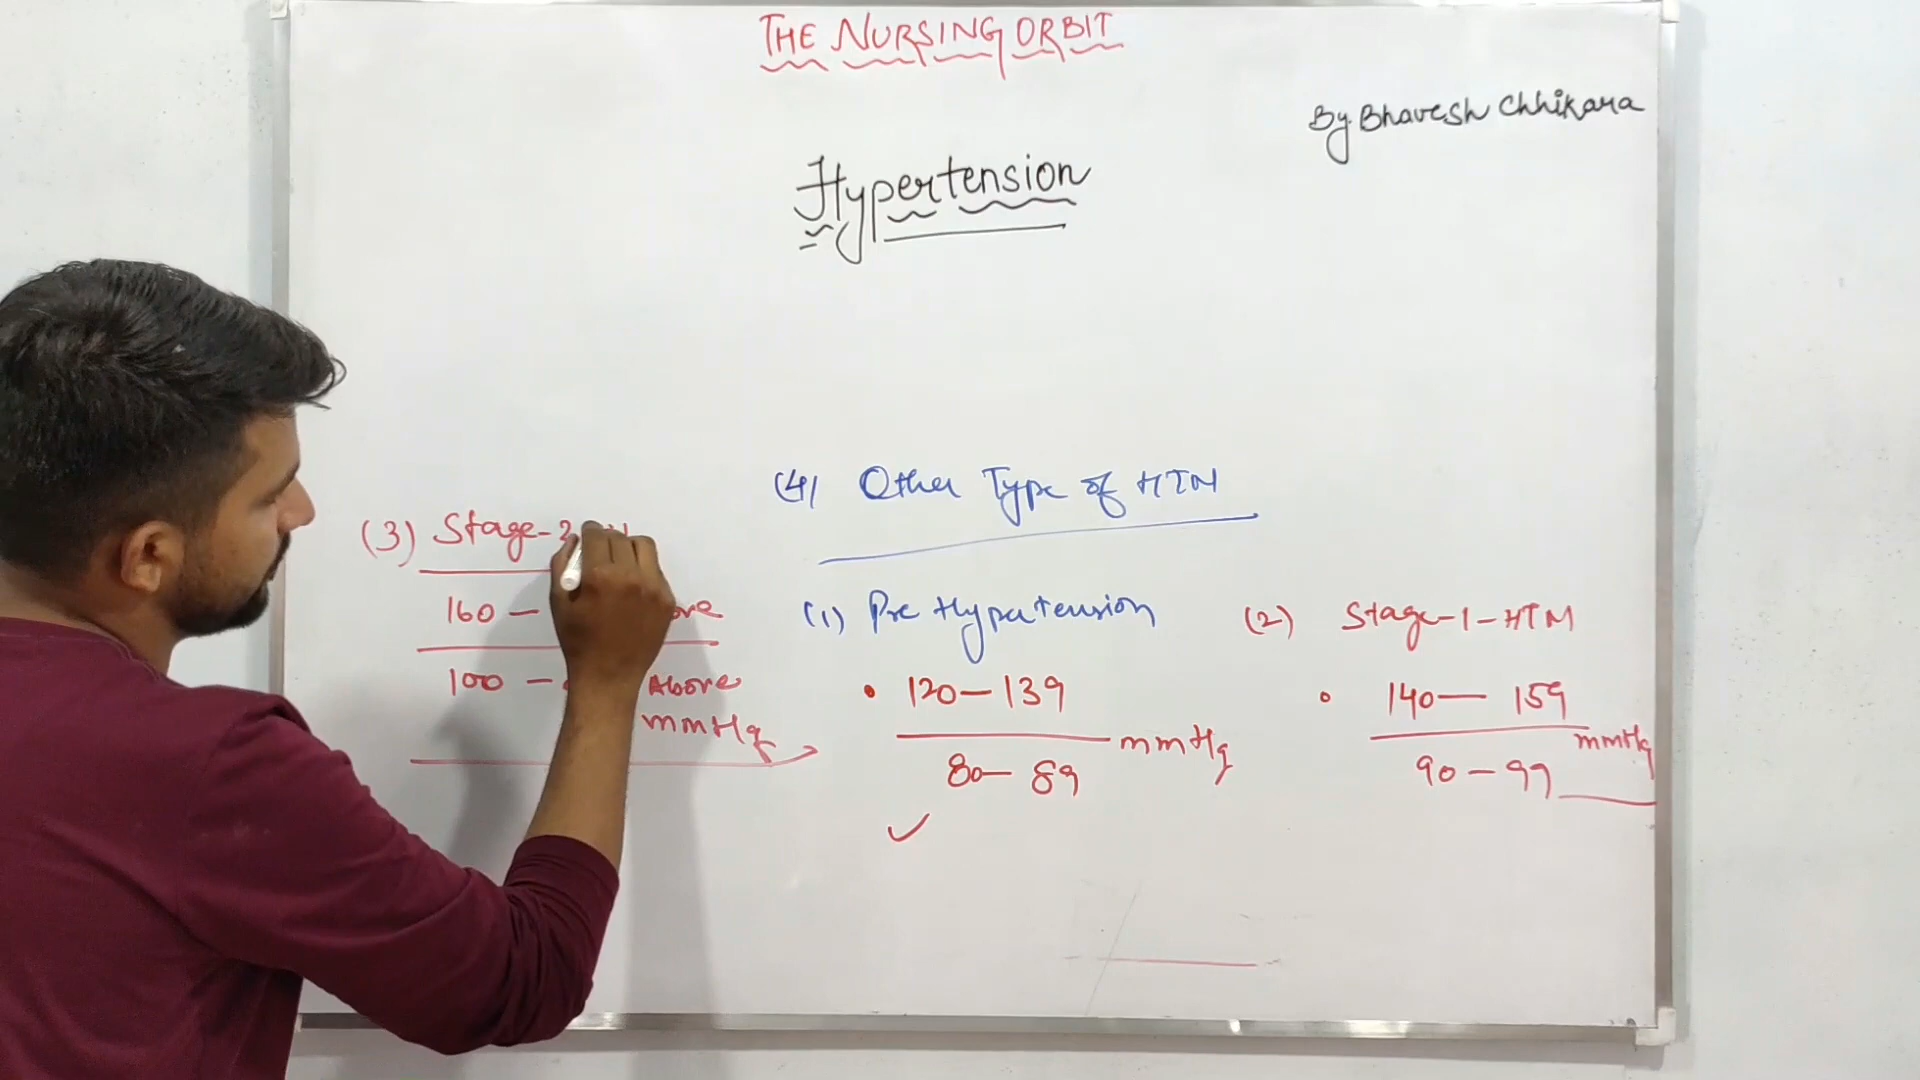 THE NURSING ORBIT
By. Bhavesh Chhikara
Hypertension
(4) Other Type of HTN
(3) Stage-2
160 —
100 — Above
mmHg
(1) Pre Hypertension
• 120—139
80—89 mmHg
(2) Stage-1-HTN
• 140—159
90—99 mmHg